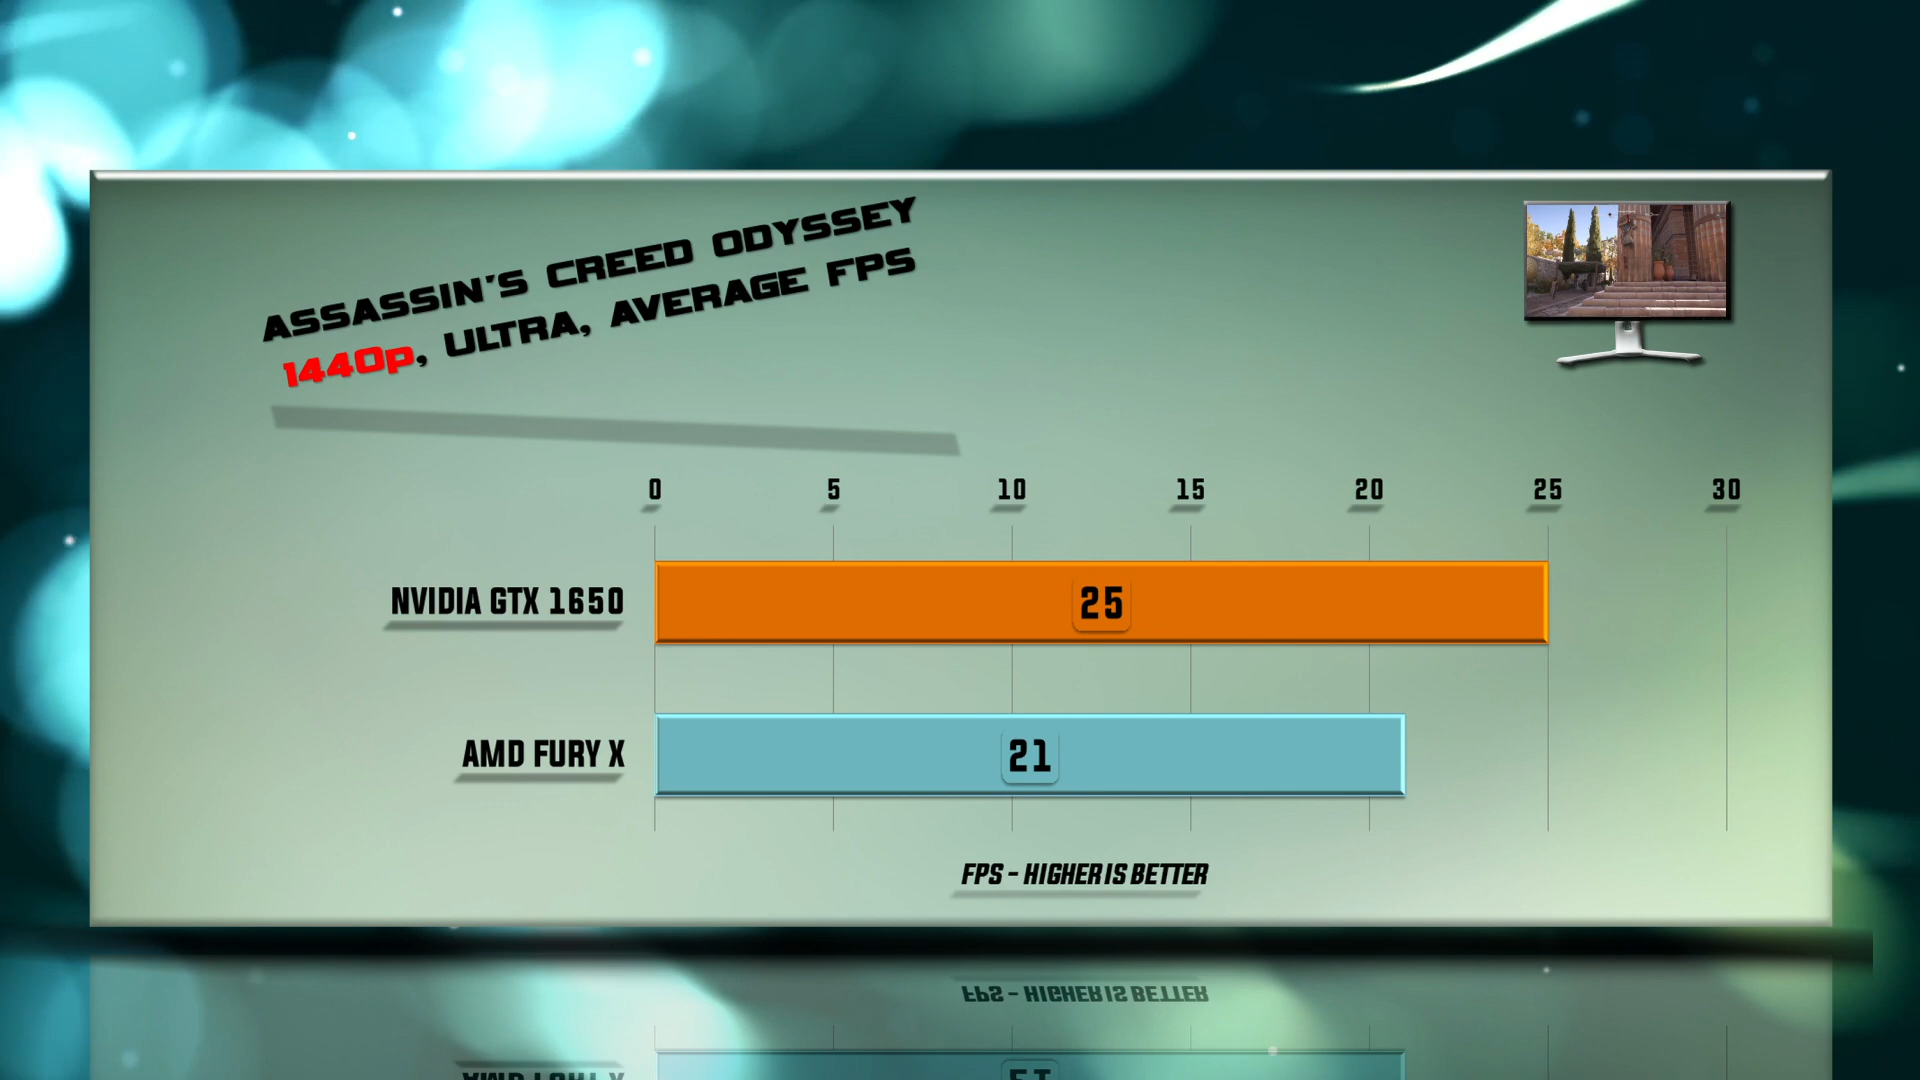 ASSASSIN'S CREED ODYSSEY
1440p, ULTRA, AVERAGE FPS
0 5 10 15 20 25 30
NVIDIA GTX 1650 25
AMD FURY X 21
FPS - HIGHER IS BETTER